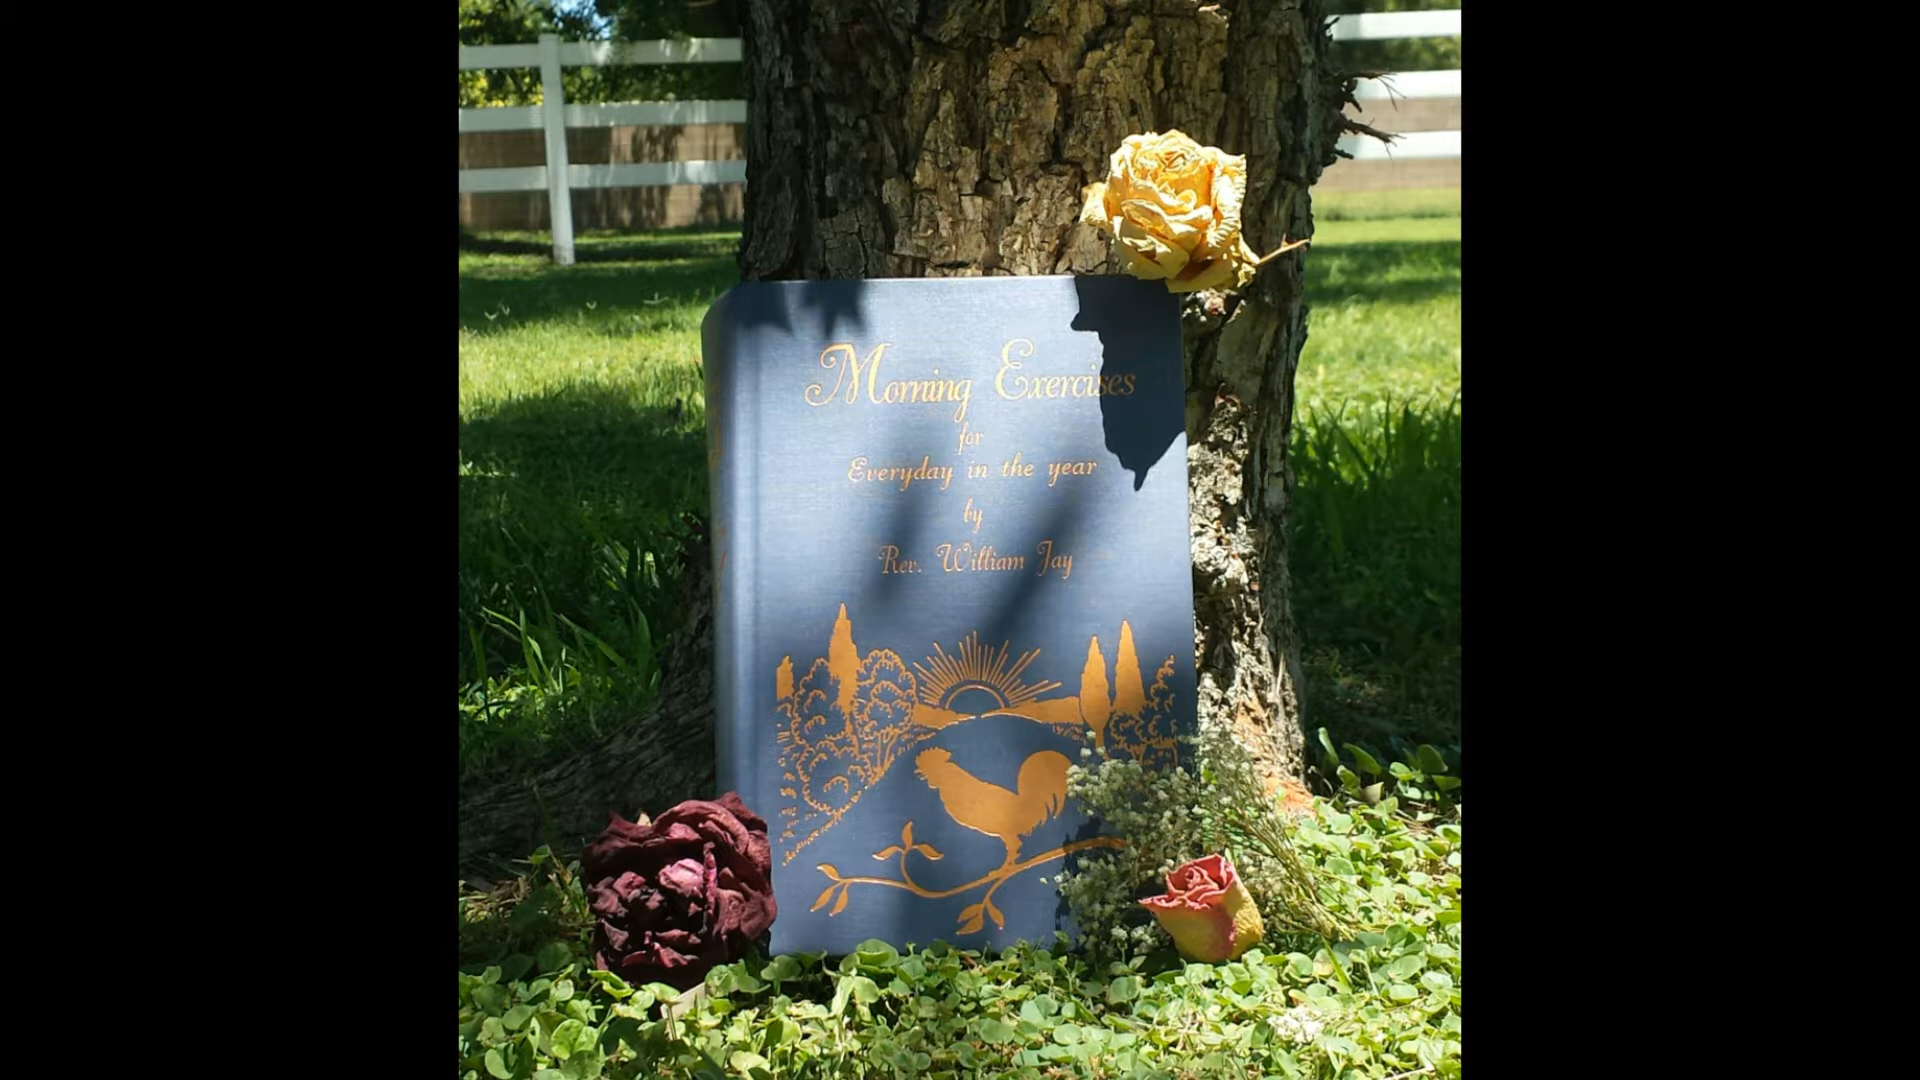 Morning Exercises
for
Everyday in the year
by
Rev. William Jay